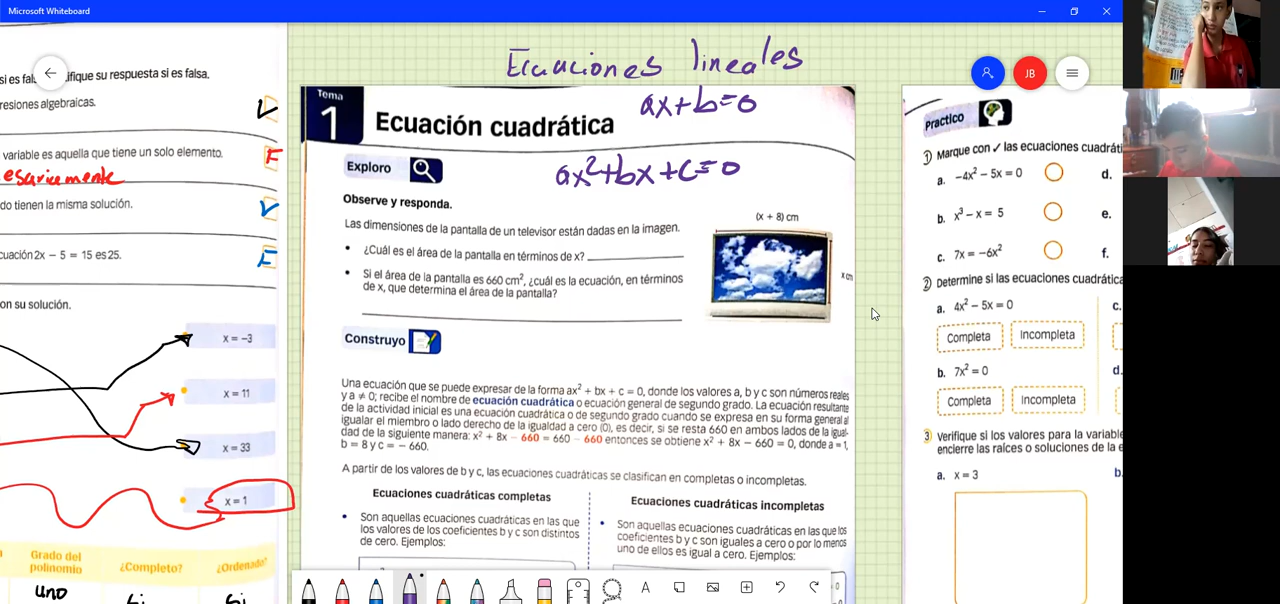 Microsoft Whiteboard
si es fal ifique su respuesta si es falsa.
resiones algebraicas.
V
variable es aquella que tiene un solo elemento.
F
esariamente
do tienen la misma solución.
V
cuación 2x − 5 = 15 es 25.
F
on su solución.
x = −3
x = 11
x = 33
x = 1
Grado del polinomio
¿Completo?
¿Ordenado?
uno
Si
Si
Ecuaciones lineales
ax+b=0
Tema
1
Ecuación cuadrática
ax²+bx+c=0
Exploro
Observe y responda.
Las dimensiones de la pantalla de un televisor están dadas en la imagen.
• ¿Cuál es el área de la pantalla en términos de x?
• Si el área de la pantalla es 660 cm², ¿cuál es la ecuación, en términos
de x, que determina el área de la pantalla?
(x + 8) cm
x cm
Construyo
Una ecuación que se puede expresar de la forma ax² + bx + c = 0, donde los valores a, b y c son números reales
y a ≠ 0; recibe el nombre de ecuación cuadrática o ecuación general de segundo grado. La ecuación resultante
de la actividad inicial es una ecuación cuadrática o de segundo grado cuando se expresa en su forma general al
igualar el miembro o lado derecho de la igualdad a cero (0), es decir, si se resta 660 en ambos lados de la igual-
dad de la siguiente manera: x² + 8x − 660 = 660 − 660 entonces se obtiene x² + 8x − 660 = 0, donde a = 1,
b = 8 y c = − 660.
A partir de los valores de b y c, las ecuaciones cuadráticas se clasifican en completas o incompletas.
Ecuaciones cuadráticas completas
• Son aquellas ecuaciones cuadráticas en las que
los valores de los coeficientes b y c son distintos
de cero. Ejemplos:
Ecuaciones cuadráticas incompletas
• Son aquellas ecuaciones cuadráticas en las que los
coeficientes b y c son iguales a cero o por lo menos
uno de ellos es igual a cero. Ejemplos:
JB
Practico
1 Marque con ✓ las ecuaciones cuadráti
a. −4x² − 5x = 0
d.
b. x³ − x = 5
e.
c. 7x = −6x²
f.
2 Determine si las ecuaciones cuadrática
a. 4x² − 5x = 0
c.
Completa
Incompleta
b. 7x² = 0
d.
Completa
Incompleta
3 Verifique si los valores para la variable
encierre las raíces o soluciones de la e
a. x = 3
b.
A